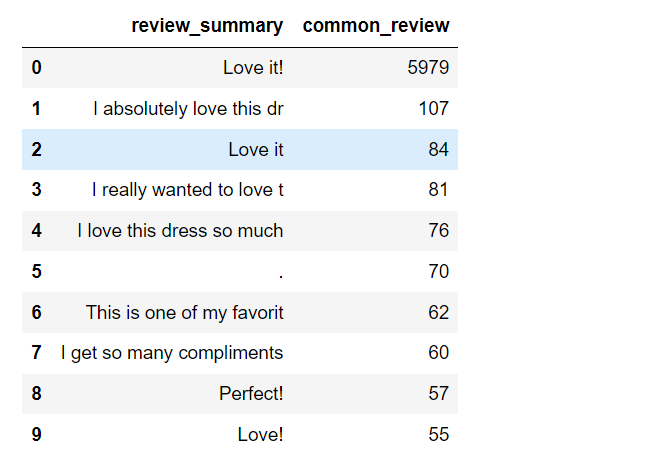 review_summary common_review
0 Love it! 5979
1 I absolutely love this dr 107
2 Love it 84
3 I really wanted to love t 81
4 I love this dress so much 76
5 . 70
6 This is one of my favorit 62
7 I get so many compliments 60
8 Perfect! 57
9 Love! 55